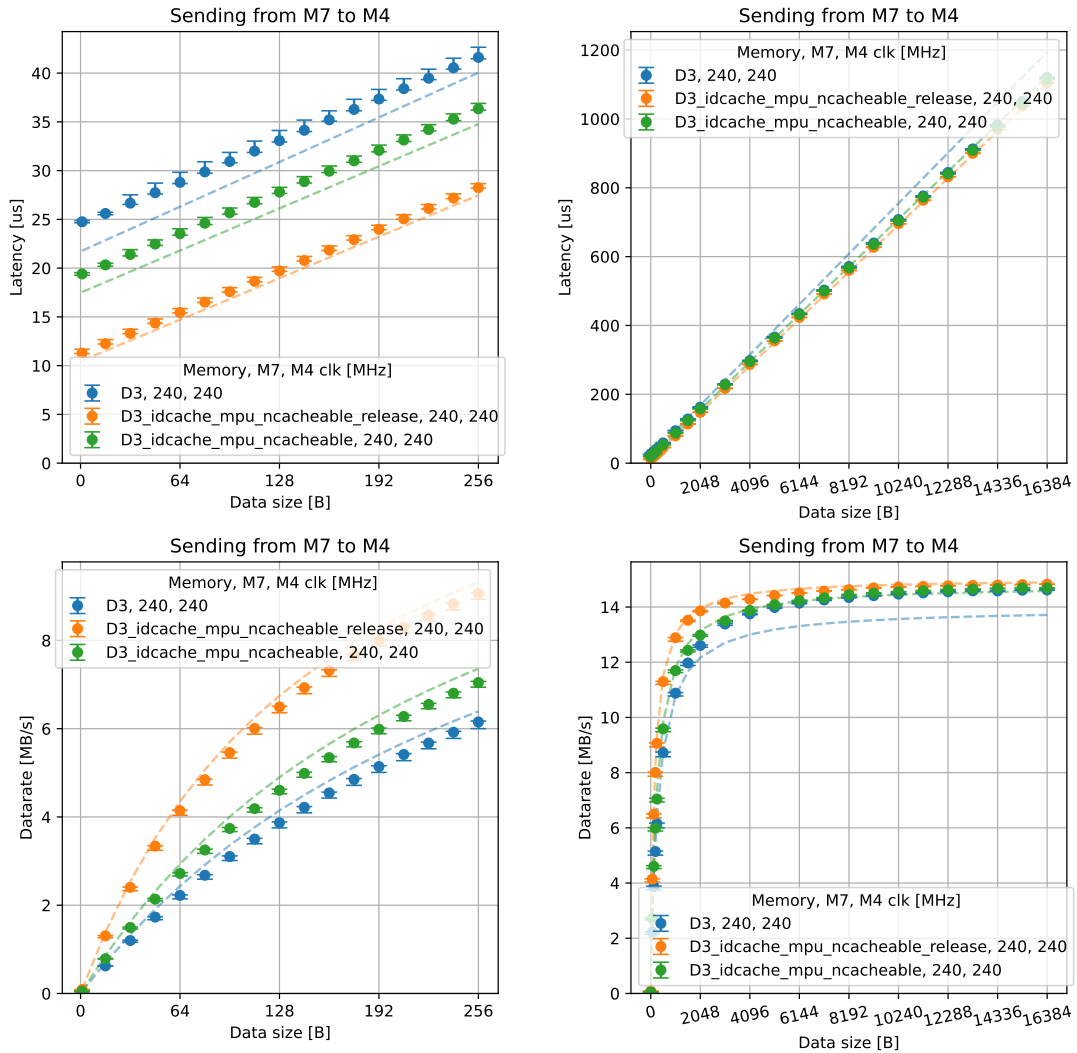 Sending from M7 to M4
Latency [us]
40
35
30
25
20
15
10
5
0
Memory, M7, M4 clk [MHz]
D3, 240, 240
D3_idcache_mpu_ncacheable_release, 240, 240
D3_idcache_mpu_ncacheable, 240, 240
0 64 128 192 256
Data size [B]
Sending from M7 to M4
Latency [us]
1200
1000
800
600
400
200
0
Memory, M7, M4 clk [MHz]
D3, 240, 240
D3_idcache_mpu_ncacheable_release, 240, 240
D3_idcache_mpu_ncacheable, 240, 240
0 2048 4096 6144 8192 10240 12288 14336 16384
Data size [B]
Sending from M7 to M4
Datarate [MB/s]
Memory, M7, M4 clk [MHz]
D3, 240, 240
D3_idcache_mpu_ncacheable_release, 240, 240
D3_idcache_mpu_ncacheable, 240, 240
8
6
4
2
0
0 64 128 192 256
Data size [B]
Sending from M7 to M4
Datarate [MB/s]
14
12
10
8
6
4
2
0
Memory, M7, M4 clk [MHz]
D3, 240, 240
D3_idcache_mpu_ncacheable_release, 240, 240
D3_idcache_mpu_ncacheable, 240, 240
0 2048 4096 6144 8192 10240 12288 14336 16384
Data size [B]